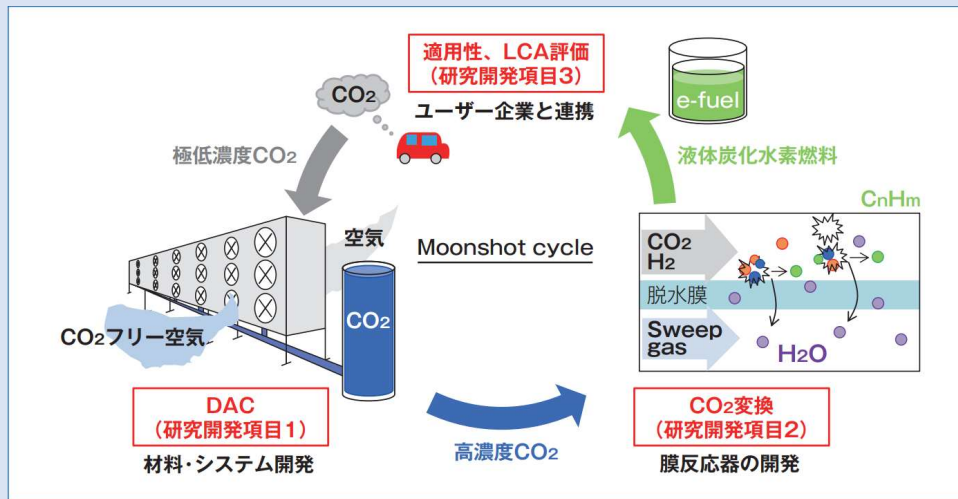 適用性、LCA評価
(研究開発項目3)
ユーザー企業と連携
CO2
極低濃度CO2
e-fuel
液体炭化水素燃料
CnHm
空気
Moonshot cycle
CO2
H2
脱水膜
Sweep
gas
H2O
CO2
CO2フリー空気
DAC
(研究開発項目1)
材料・システム開発
高濃度CO2
CO2変換
(研究開発項目2)
膜反応器の開発